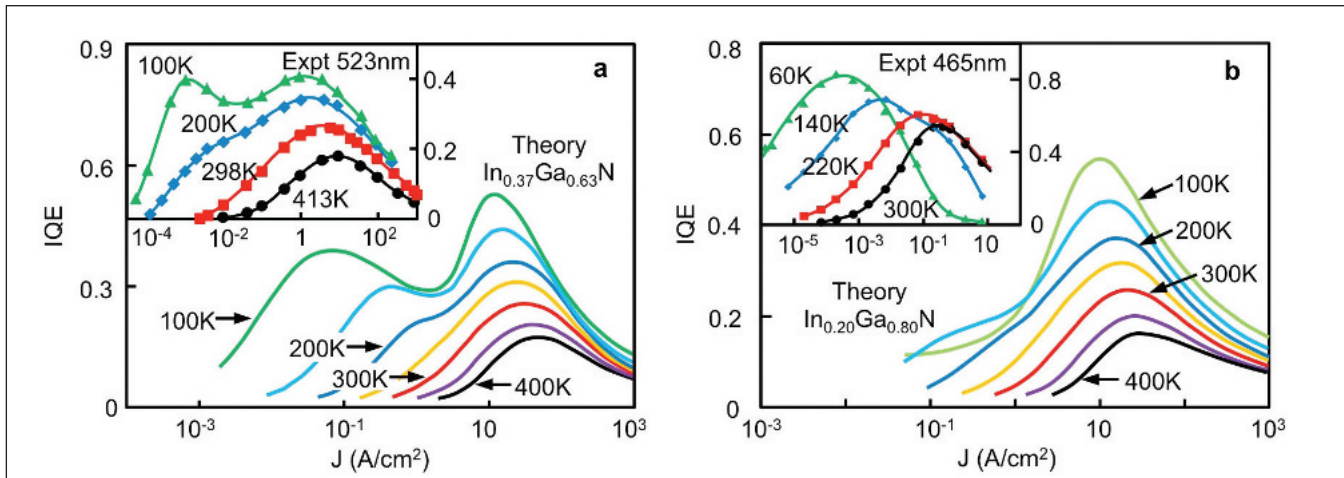 0.9
0.6
0.3
0
IQE
10⁻³
10⁻¹
10
10³
J (A/cm²)
a
Theory
In₀.₃₇Ga₀.₆₃N
100K
200K
300K
400K
Expt 523nm
100K
200K
298K
413K
0.4
0.2
0
10⁻⁴
10⁻²
1
10²
0.8
0.6
0.4
0.2
0
IQE
10⁻³
10⁻¹
10
10³
J (A/cm²)
b
Theory
In₀.₂₀Ga₀.₈₀N
100K
200K
300K
400K
Expt 465nm
60K
140K
220K
300K
0.8
0.4
0
10⁻⁵
10⁻³
10⁻¹
10